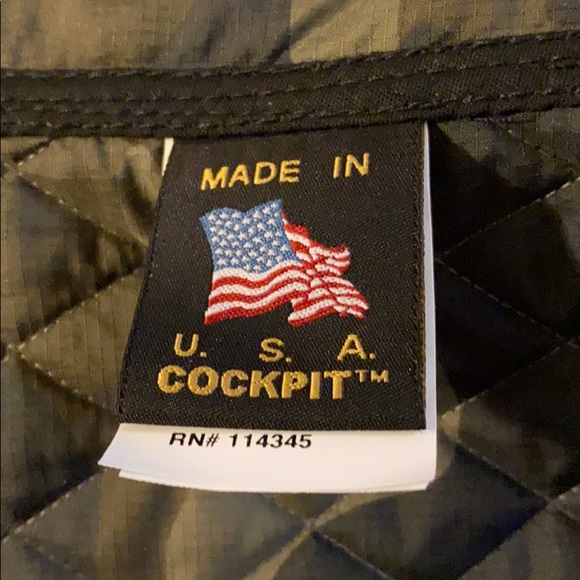 MADE IN
U. S. A.
COCKPIT™
RN# 114345